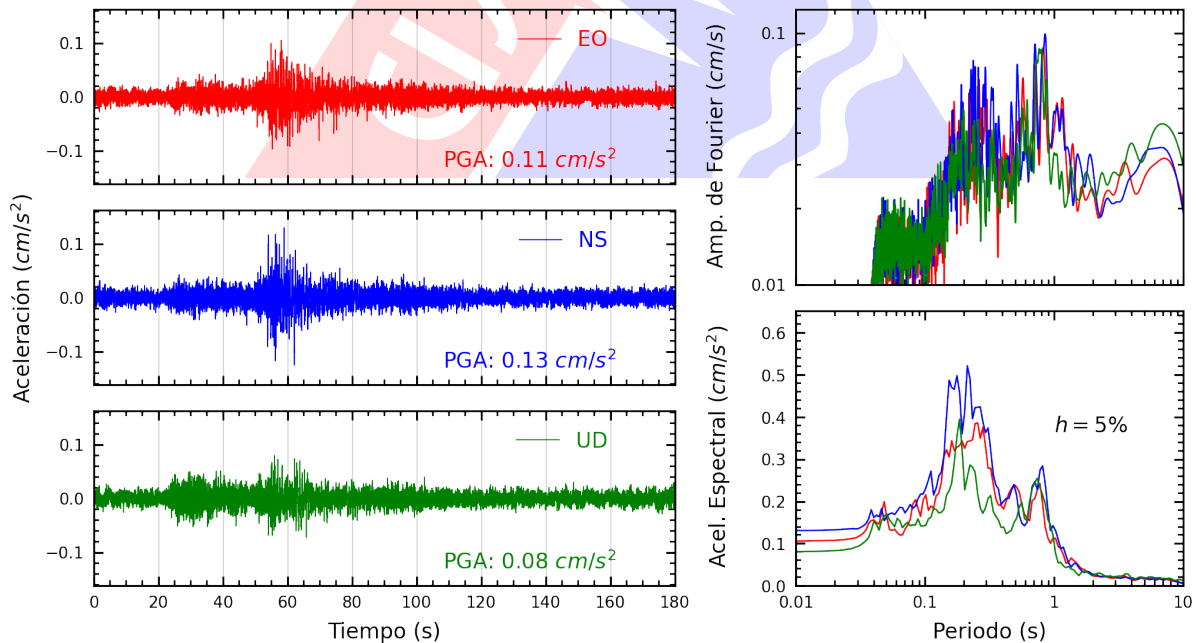 Aceleración (cm/s²)
0.1
0.0
−0.1
EO
PGA: 0.11 cm/s²
0.1
0.0
−0.1
NS
PGA: 0.13 cm/s²
0.1
0.0
−0.1
UD
PGA: 0.08 cm/s²
0 20 40 60 80 100 120 140 160 180
Tiempo (s)
Amp. de Fourier (cm/s)
0.1
0.01
Acel. Espectral (cm/s²)
0.6
0.5
0.4
0.3
0.2
0.1
0.0
h = 5%
0.01 0.1 1 10
Periodo (s)